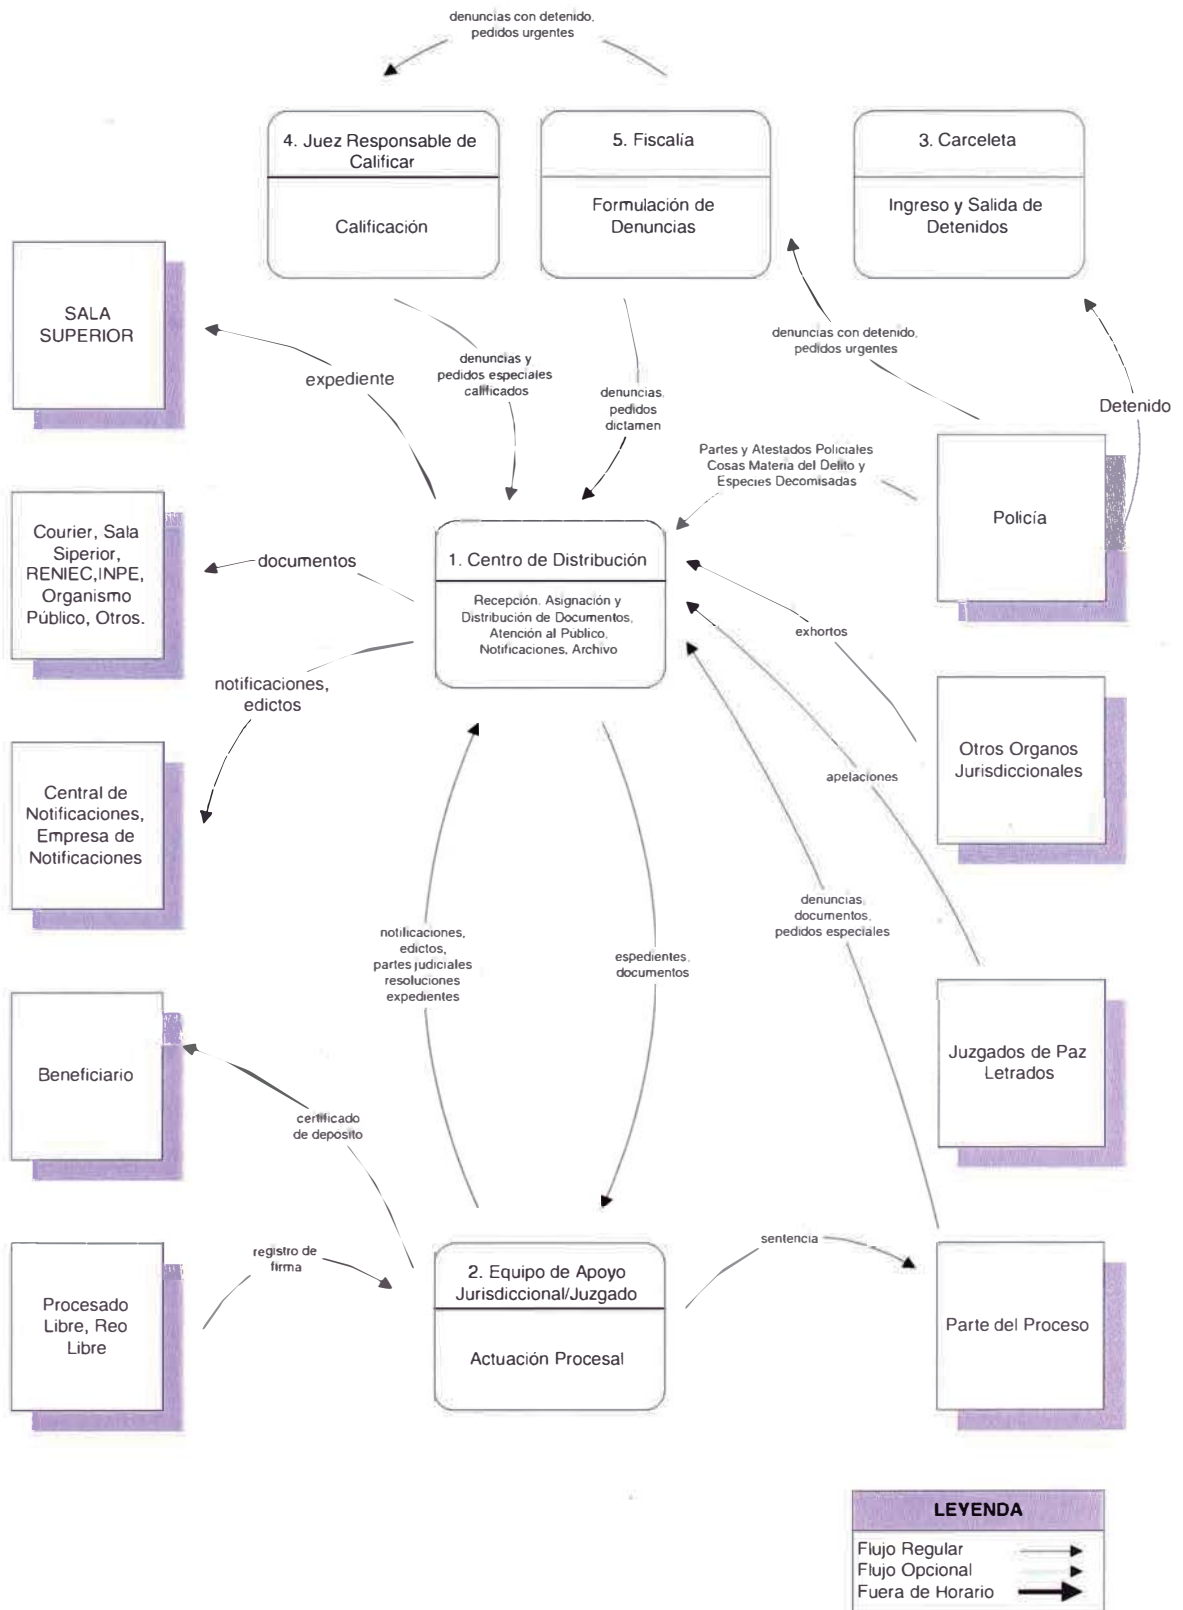 denuncias con detenido,
pedidos urgentes
4. Juez Responsable de
Calificar
Calificación
5. Fiscalía
Formulación de
Denuncias
3. Carceleta
Ingreso y Salida de
Detenidos
SALA
SUPERIOR
expediente
denuncias y
pedidos especiales
calificados
denuncias,
pedidos
dictamen
denuncias con detenido,
pedidos urgentes
Detenido
Partes y Atestados Policiales
Cosas Materia del Delito y
Especies Decomisadas
Policía
Courier, Sala
Siperior,
RENIEC,INPE,
Organismo
Público, Otros.
documentos
1. Centro de Distribución
Recepción. Asignación y
Distribución de Documentos,
Atención al Público,
Notificaciones, Archivo
exhortos
notificaciones,
edictos
Otros Organos
Jurisdiccionales
apelaciones
Central de
Notificaciones,
Empresa de
Notificaciones
notificaciones,
edictos,
partes judiciales
resoluciones
expedientes
espedientes,
documentos
denuncias,
documentos,
pedidos especiales
Juzgados de Paz
Letrados
Beneficiario
certificado
de deposito
Procesado
Libre, Reo
Libre
registro de
firma
2. Equipo de Apoyo
Jurisdiccional/Juzgado
Actuación Procesal
sentencia
Parte del Proceso
LEYENDA
Flujo Regular
Flujo Opcional
Fuera de Horario